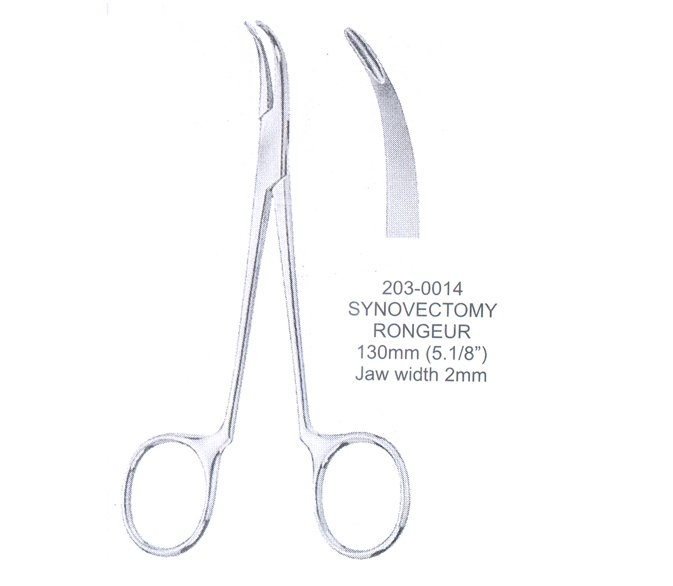 203-0014
SYNOVECTOMY
RONGEUR
130mm (5.1/8”)
Jaw width 2mm